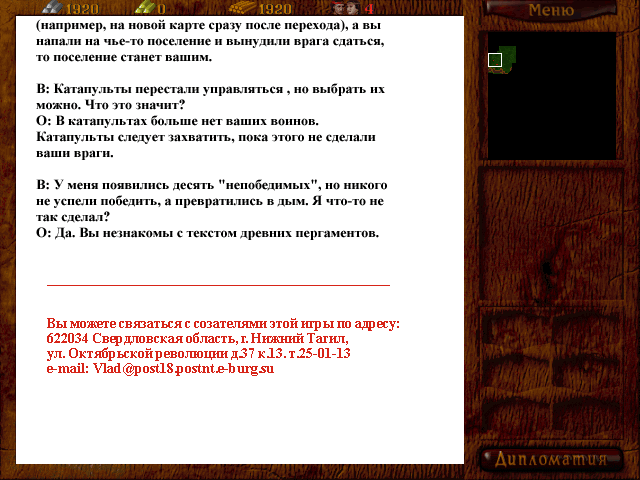 1920 0 1920 4 Меню
(например, на новой карте сразу после перехода), а вы
напали на чье-то поселение и вынудили врага сдаться,
то поселение станет вашим.
В: Катапульты перестали управляться , но выбрать их
можно. Что это значит?
О: В катапультах больше нет ваших воинов.
Катапульты следует захватить, пока этого не сделали
ваши враги.
В: У меня появились десять "непобедимых", но никого
не успели победить, а превратились в дым. Я что-то не
так сделал?
О: Да. Вы незнакомы с текстом древних пергаментов.
Вы можете связаться с созателями этой игры по адресу:
622034 Свердловская область, г. Нижний Тагил,
ул. Октябрьской революции д.37 к.13. т.25-01-13
e-mail: Vlad@post18.postnt.e-burg.su
Дипломатия